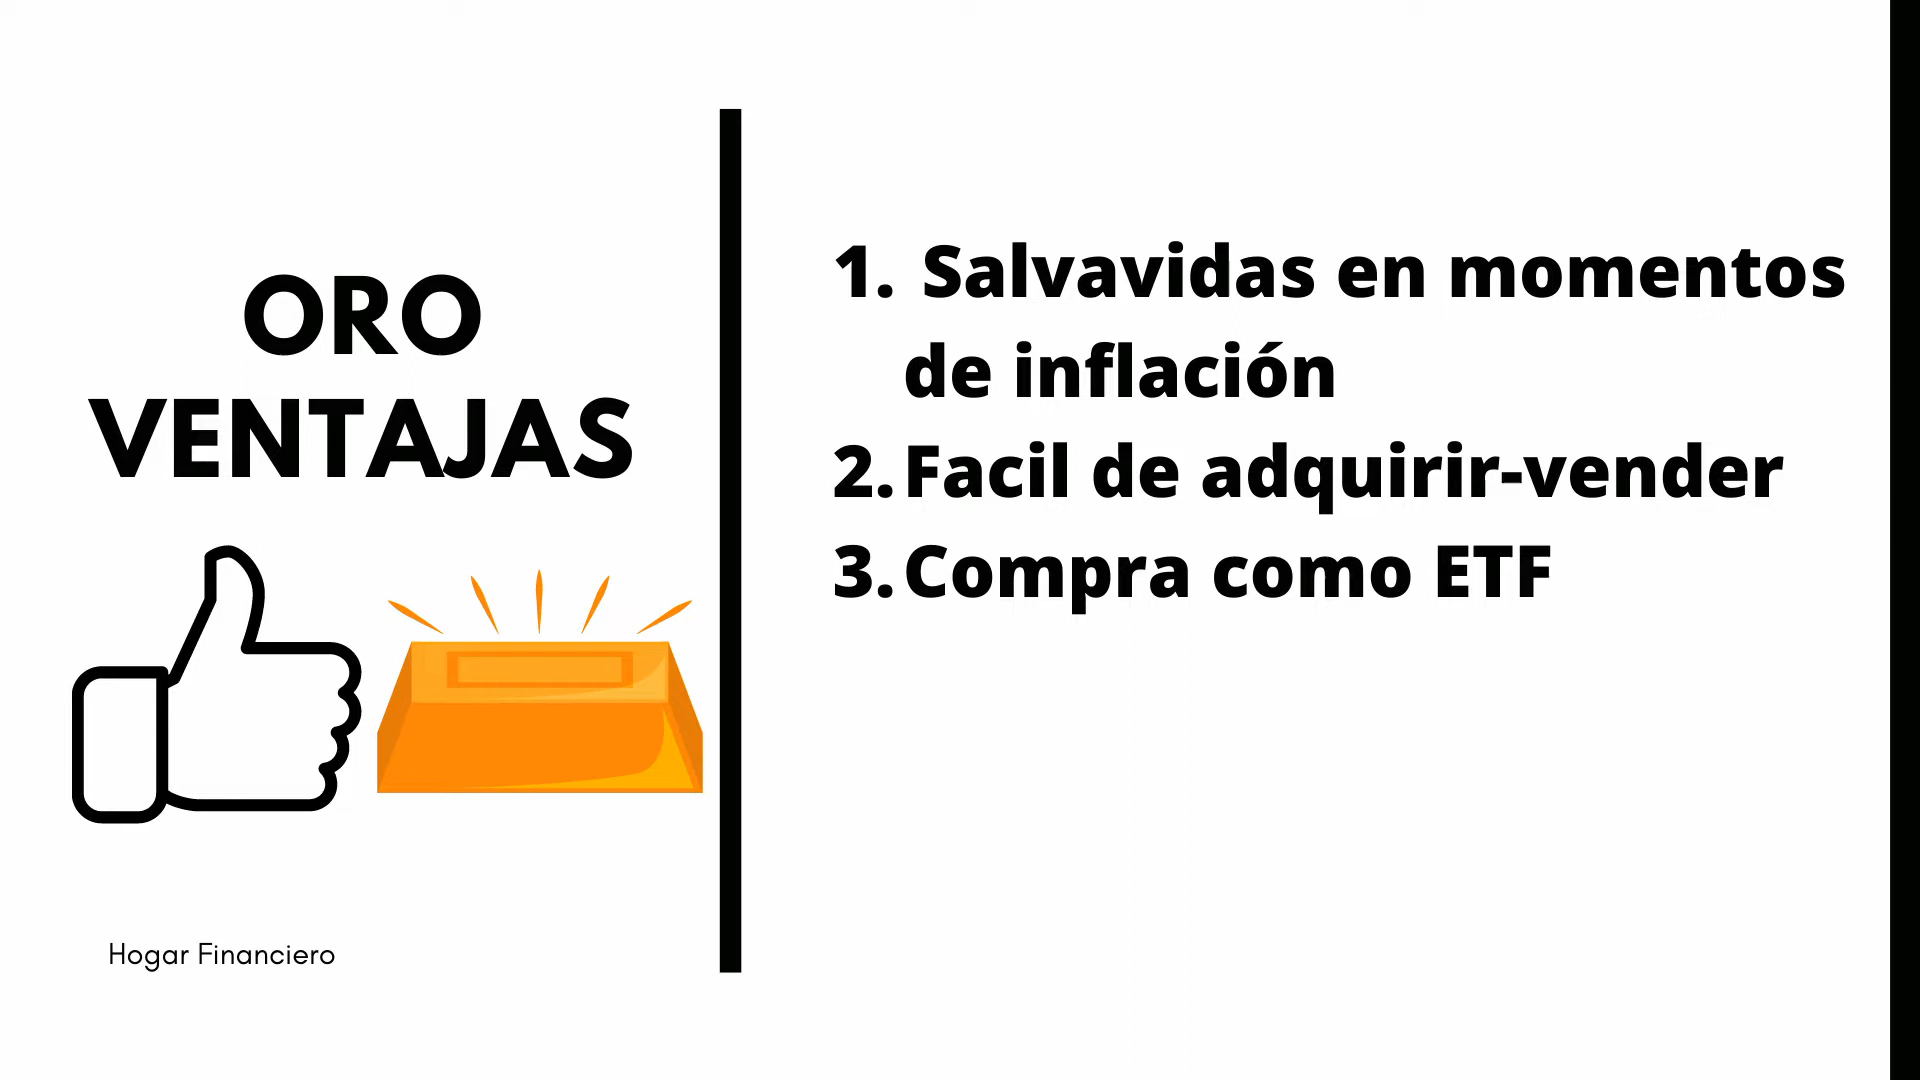 ORO
VENTAJAS
Hogar Financiero
1. Salvavidas en momentos
de inflación
2. Facil de adquirir-vender
3. Compra como ETF